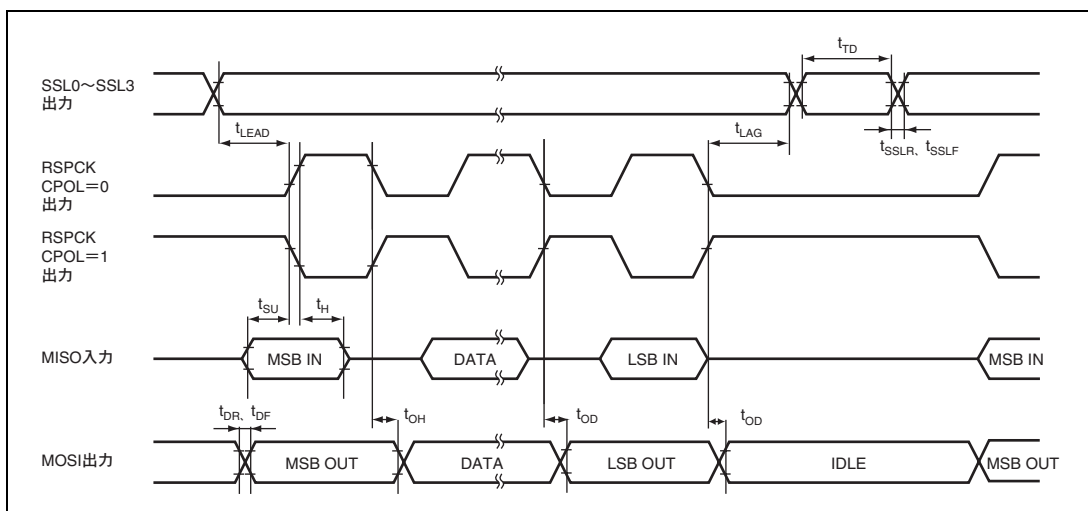 tTD
SSL0～SSL3
出力
tLEAD
tLAG
tSSLR、tSSLF
RSPCK
CPOL＝0
出力
RSPCK
CPOL＝1
出力
tSU
tH
MISO入力
MSB IN
DATA
LSB IN
MSB IN
tDR、tDF
tOH
tOD
tOD
MOSI出力
MSB OUT
DATA
LSB OUT
IDLE
MSB OUT